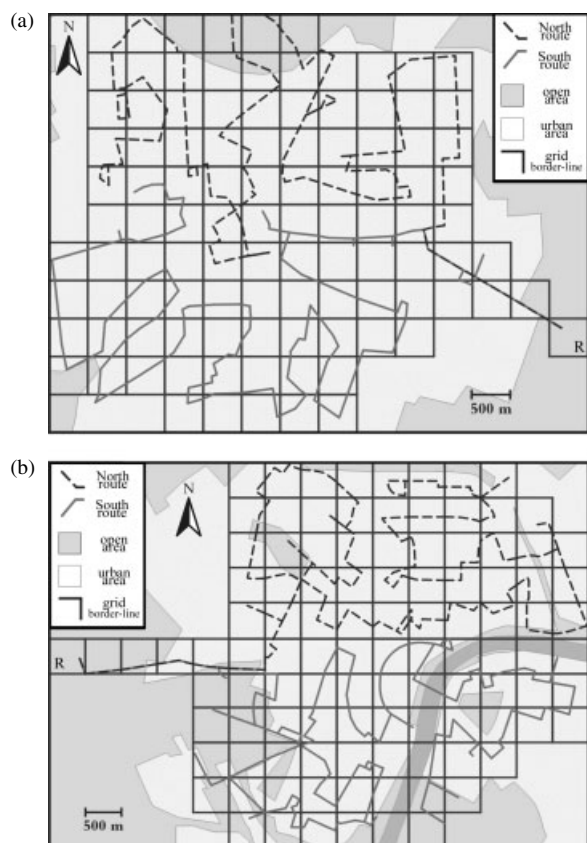 (a)
N
North
route
South
route
open
area
urban
area
grid
border-line
R
500 m
(b)
North
route
South
route
open
area
urban
area
grid
border-line
N
R
500 m